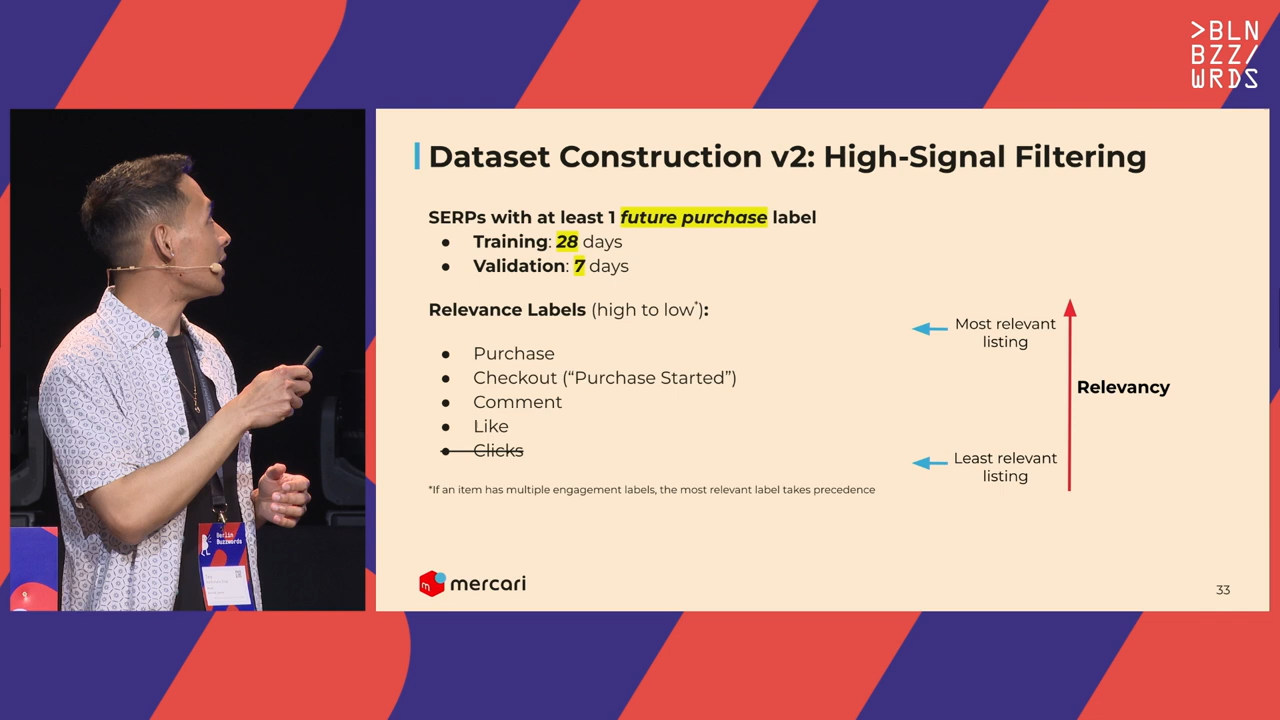 >BLN
BZZ/
WRDS
Dataset Construction v2: High-Signal Filtering
SERPs with at least 1 future purchase label
● Training: 28 days
● Validation: 7 days
Relevance Labels (high to low*):
● Purchase
● Checkout (“Purchase Started”)
● Comment
● Like
● Clicks
*If an item has multiple engagement labels, the most relevant label takes precedence
Most relevant
listing
Relevancy
Least relevant
listing
mercari
33
Berlin
Buzzwords